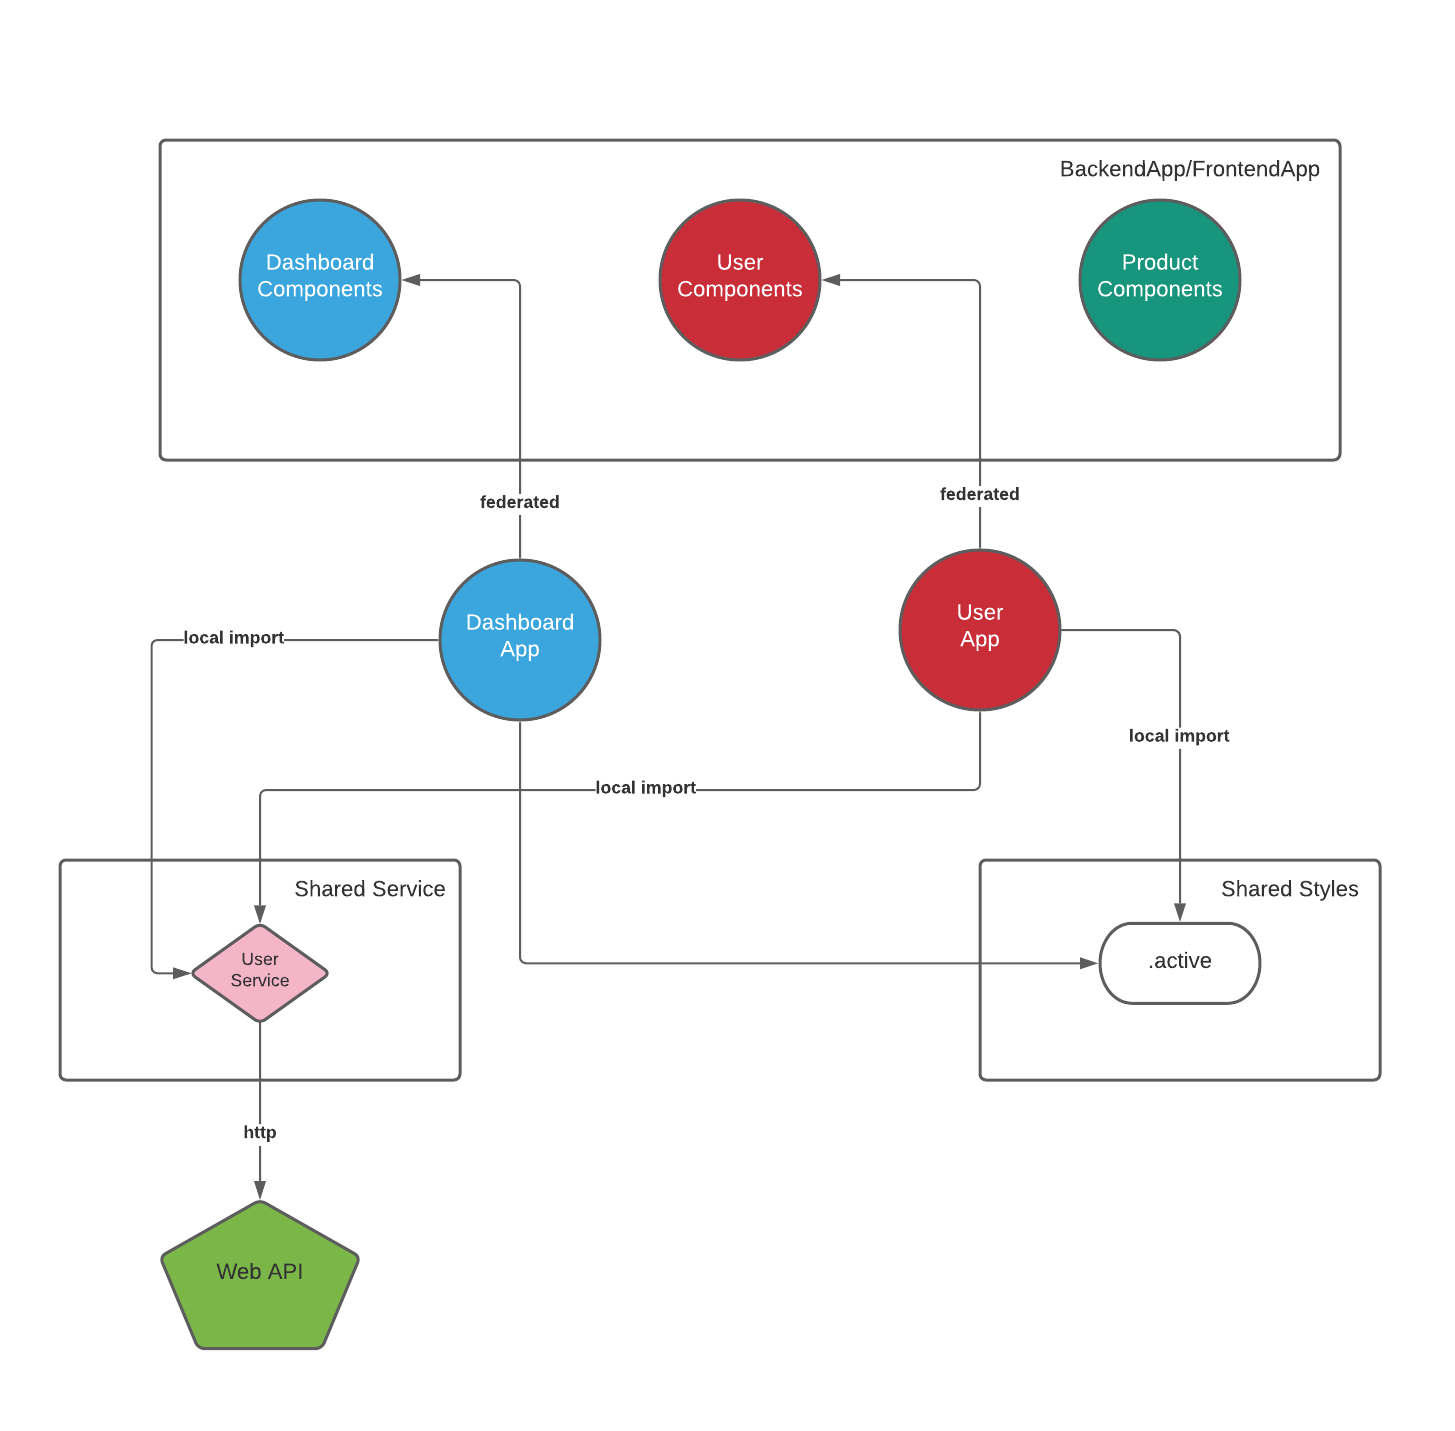 BackendApp/FrontendApp
Dashboard
Components
User
Components
Product
Components
federated
federated
Dashboard
App
User
App
local import
local import
local import
Shared Service
User
Service
Shared Styles
.active
http
Web API